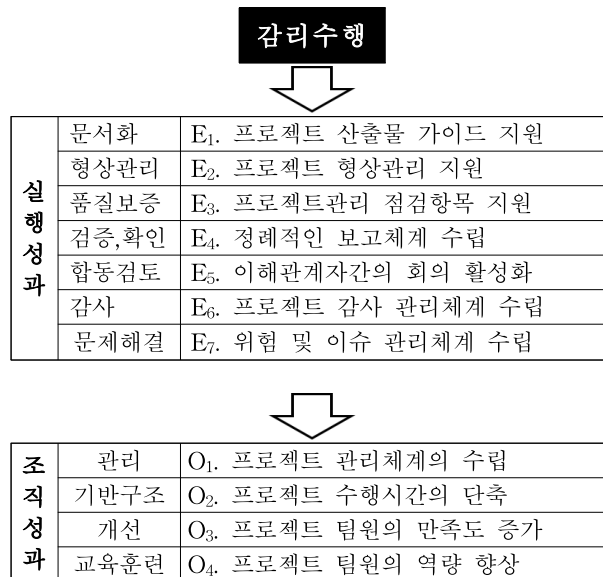 감리수행
실행성과
문서화 E₁. 프로젝트 산출물 가이드 지원
형상관리 E₂. 프로젝트 형상관리 지원
품질보증 E₃. 프로젝트관리 점검항목 지원
검증,확인 E₄. 정례적인 보고체계 수립
합동검토 E₅. 이해관계자간의 회의 활성화
감사 E₆. 프로젝트 감사 관리체계 수립
문제해결 E₇. 위험 및 이슈 관리체계 수립
조직성과
관리 O₁. 프로젝트 관리체계의 수립
기반구조 O₂. 프로젝트 수행시간의 단축
개선 O₃. 프로젝트 팀원의 만족도 증가
교육훈련 O₄. 프로젝트 팀원의 역량 향상